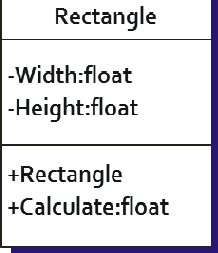 Rectangle
-Width:float
-Height:float
+Rectangle
+Calculate:float